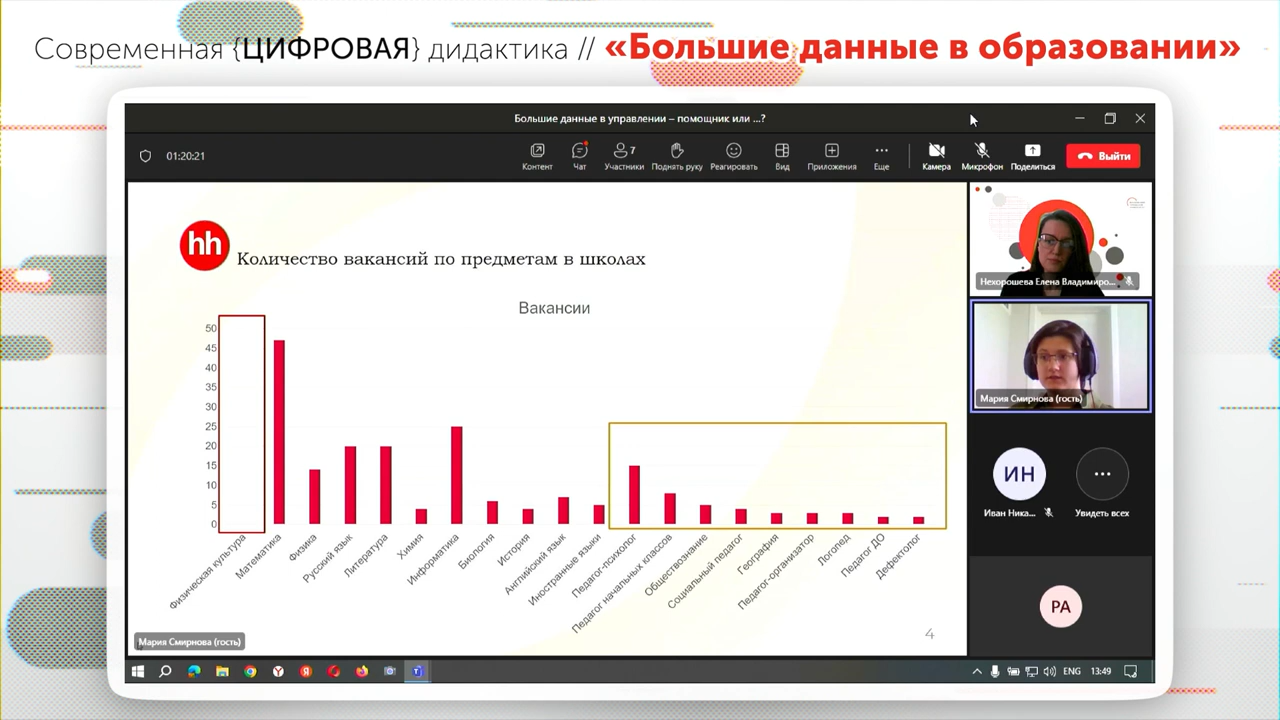 Современная {ЦИФРОВАЯ} дидактика // «Большие данные в образовании»
Большие данные в управлении – помощник или ...?
01:20:21
Контент
Чат
7
Участники
Поднять руку
Реагировать
Вид
Приложения
Еще
Камера
Микрофон
Поделиться
Выйти
hh
Количество вакансий по предметам в школах
Вакансии
50
45
40
35
30
25
20
15
10
5
0
Физическая культура
Математика
Физика
Русский язык
Литература
Химия
Информатика
Биология
История
Английский язык
Иностранные языки
Педагог-психолог
Педагог начальных классов
Обществознание
Социальный педагог
География
Педагог-организатор
Логопед
Педагог ДО
Дефектолог
4
Мария Смирнова (гость)
Нехорошева Елена Владимиро...
Мария Смирнова (гость)
ИН
Иван Ника...
Увидеть всех
РА
ENG
13:49